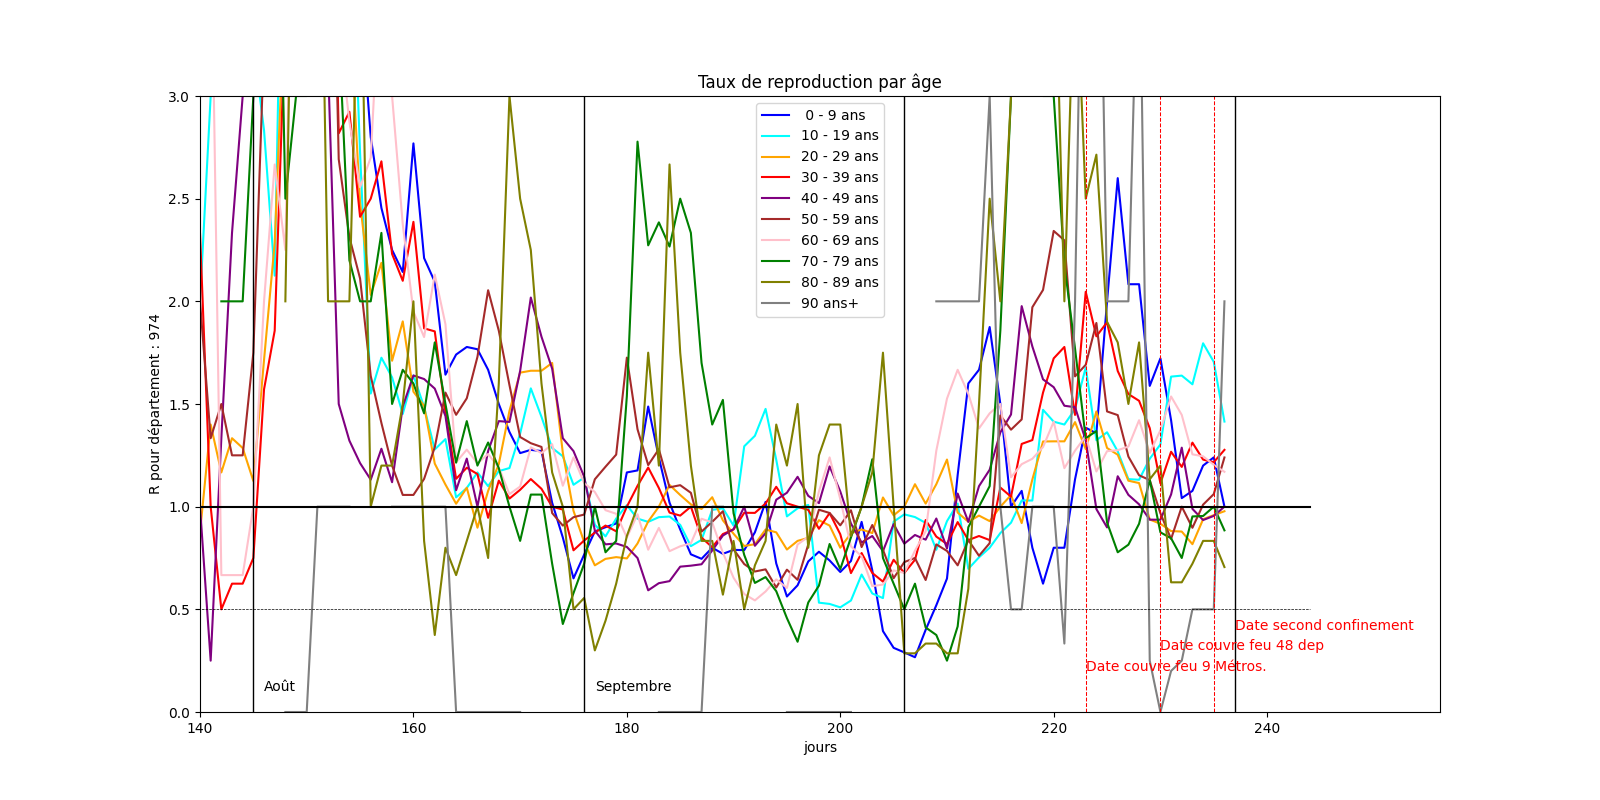 Taux de reproduction par âge
3.0
2.5
2.0
1.5
1.0
0.5
0.0
R pour département : 974
0 - 9 ans
10 - 19 ans
20 - 29 ans
30 - 39 ans
40 - 49 ans
50 - 59 ans
60 - 69 ans
70 - 79 ans
80 - 89 ans
90 ans+
Date second confinement
Date couvre feu 48 dep
Date couvre feu 9 Métros.
Août
Septembre
140
160
180
200
220
240
jours